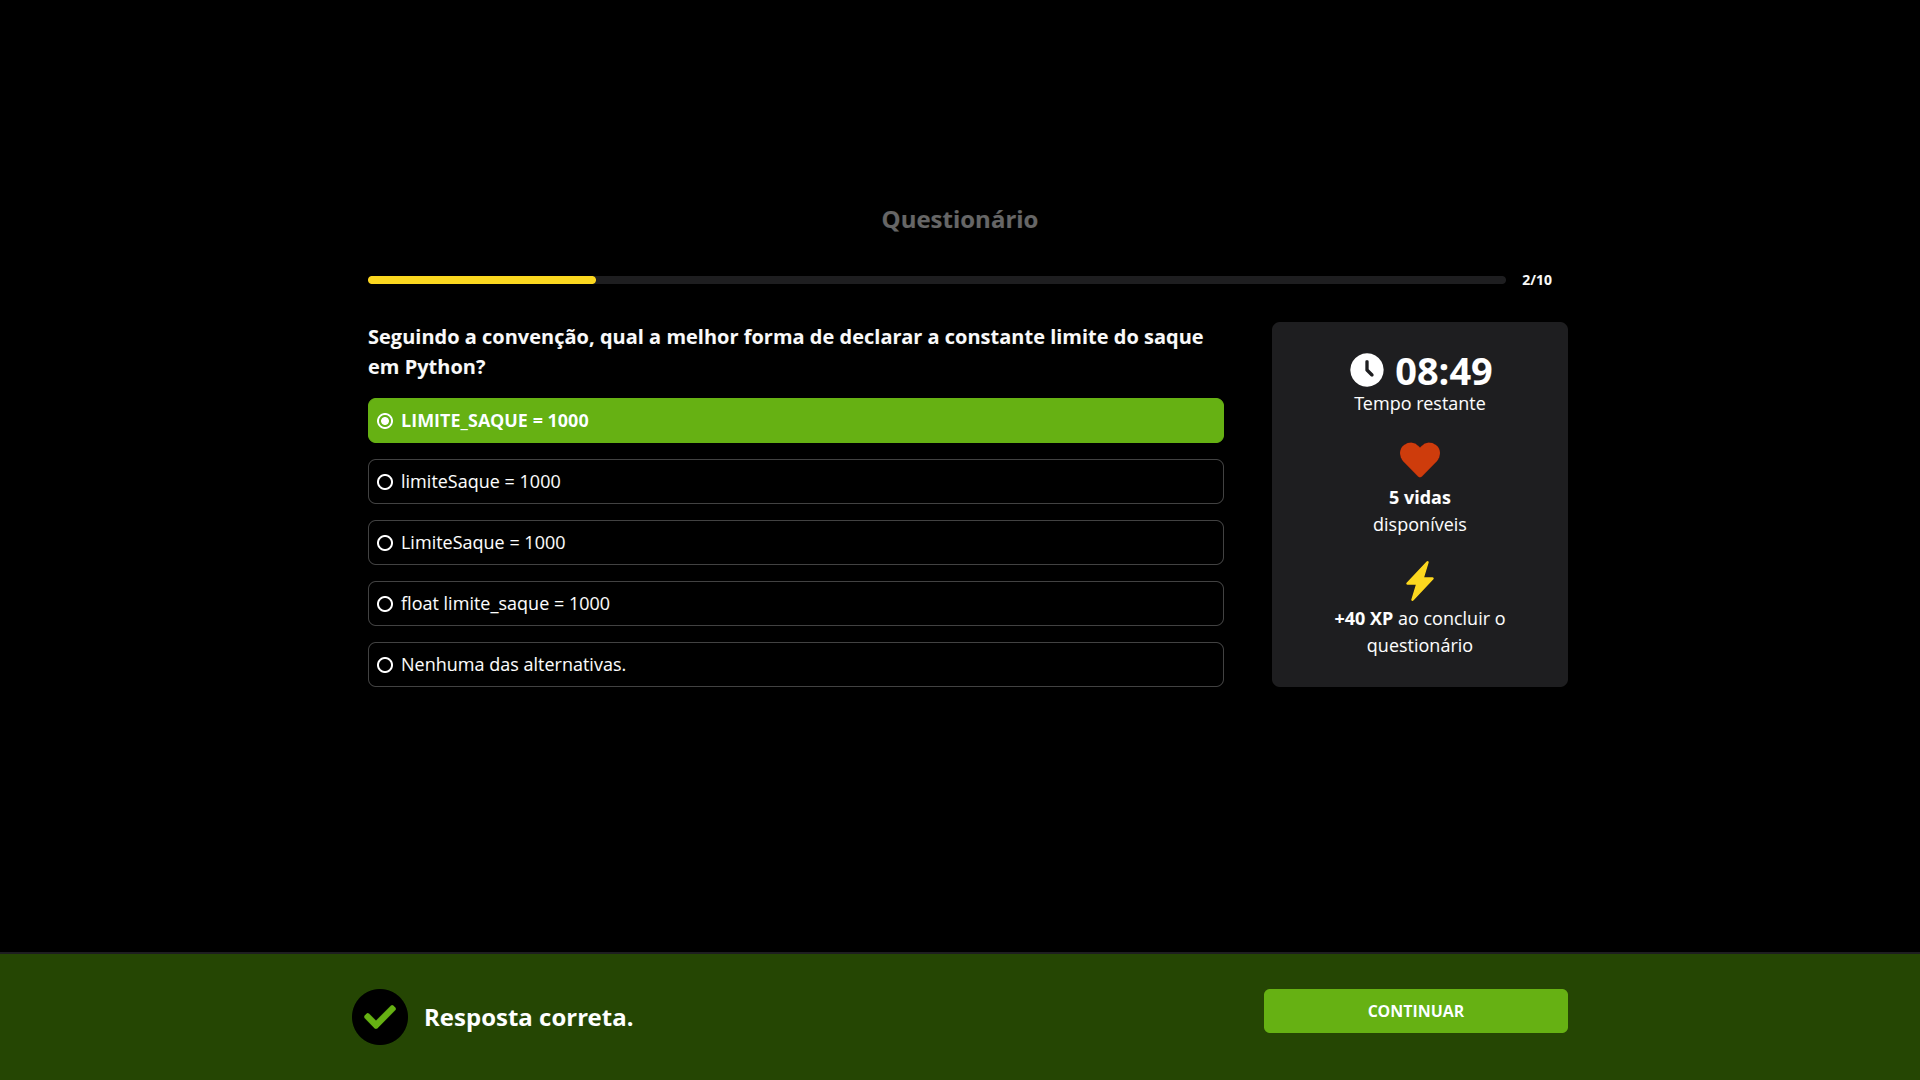 Questionário
2/10
Seguindo a convenção, qual a melhor forma de declarar a constante limite do saque
em Python?
LIMITE_SAQUE = 1000
limiteSaque = 1000
LimiteSaque = 1000
float limite_saque = 1000
Nenhuma das alternativas.
08:49
Tempo restante
5 vidas
disponíveis
+40 XP ao concluir o
questionário
Resposta correta.
CONTINUAR